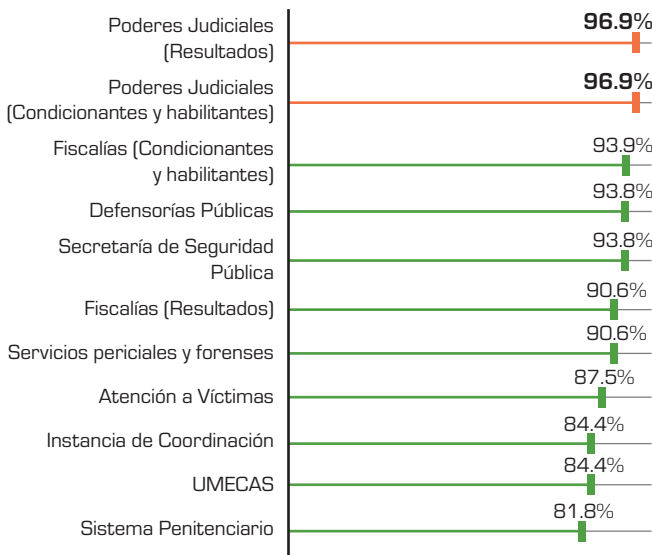 Poderes Judiciales
(Resultados)
96.9%
Poderes Judiciales
(Condicionantes y habilitantes)
96.9%
Fiscalías (Condicionantes
y habilitantes)
93.9%
Defensorías Públicas
93.8%
Secretaría de Seguridad
Pública
93.8%
Fiscalías (Resultados)
90.6%
Servicios periciales y forenses
90.6%
Atención a Víctimas
87.5%
Instancia de Coordinación
84.4%
UMECAS
84.4%
Sistema Penitenciario
81.8%